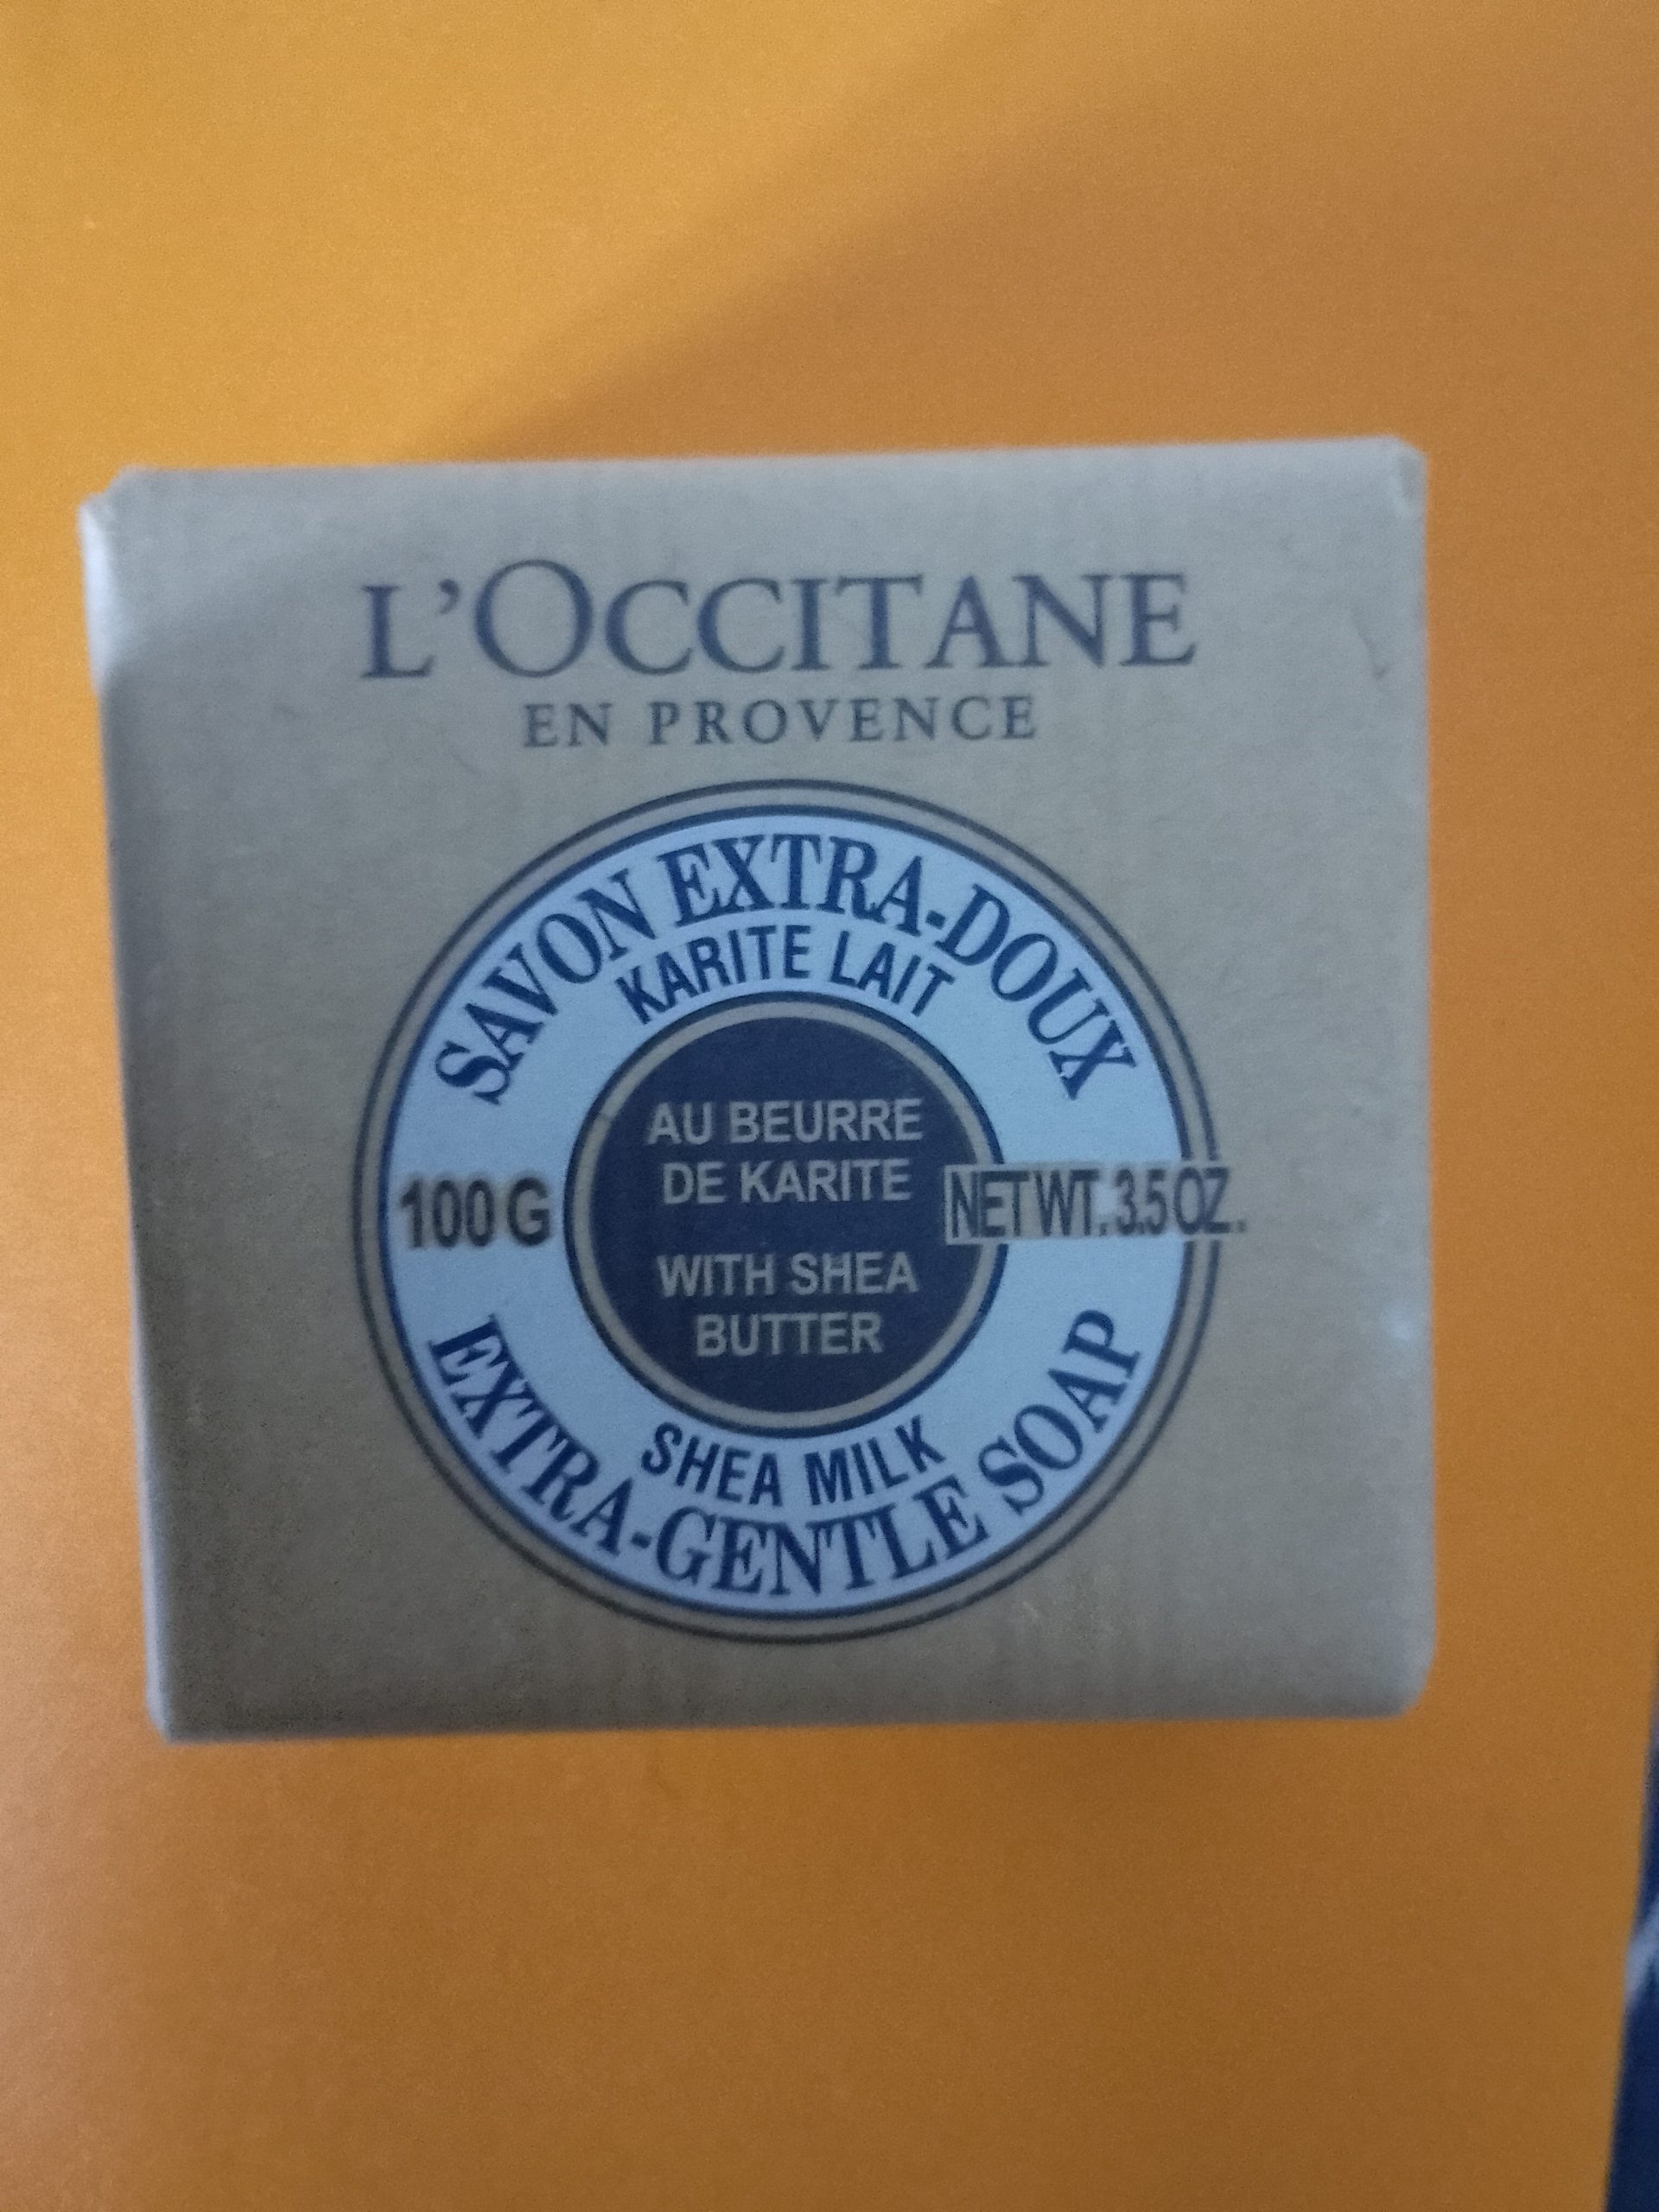 L'OCCITANE
EN PROVENCE
SAVON EXTRA-DOUX
KARITE LAIT
AU BEURRE
DE KARITE
100 G
NET WT. 3.5 OZ.
WITH SHEA
BUTTER
SHEA MILK
EXTRA-GENTLE SOAP